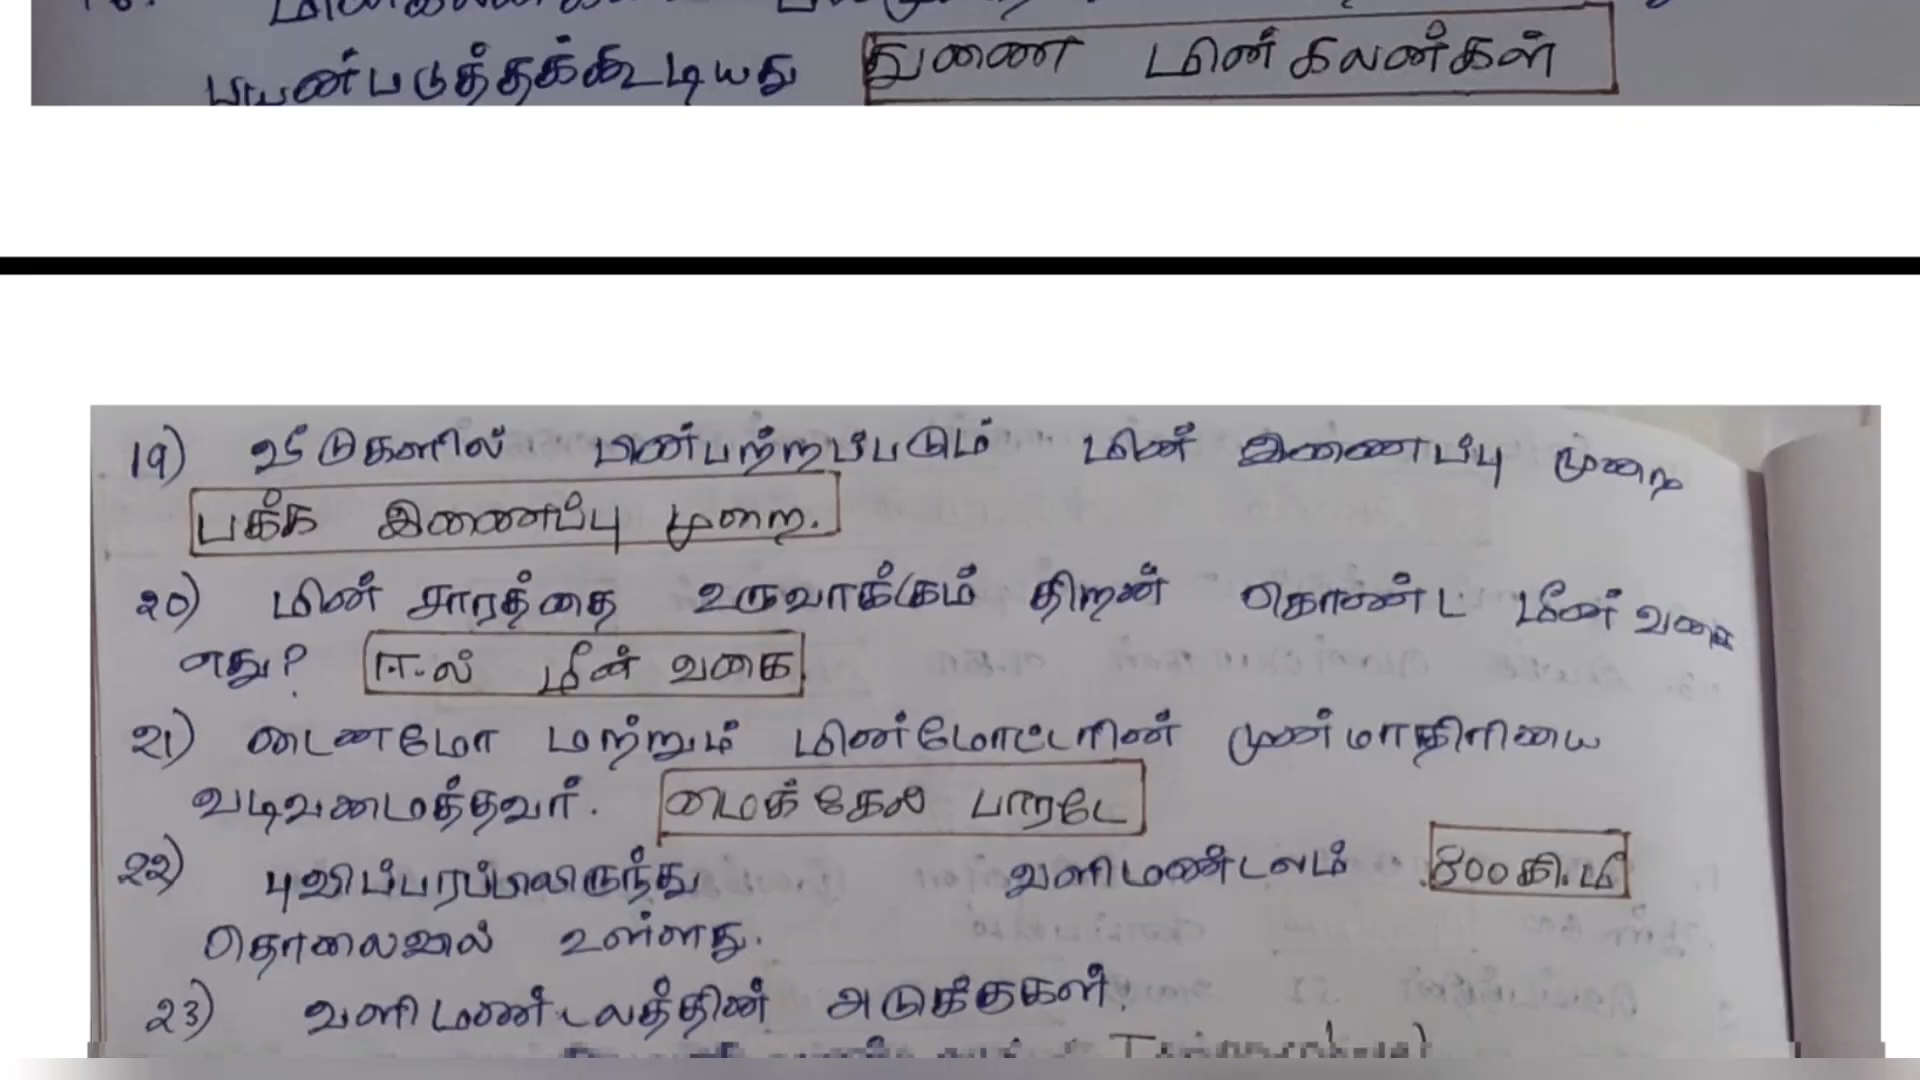 பயன்படுத்தக்கூடியது துணை மின்கலன்கள்
19) வீடுகளில் பின்பற்றப்படும் மின் இணைப்பு முறை
பக்க இணைப்பு முறை.
20) மின் சாரத்தை உருவாக்கும் திறன் கொண்ட மீன் வகை
எது? ஈ-ல் மீன் வகை
21) டைனமோ மற்றும் மின்மோட்டாரின் முன்மாதிரியை
வடிவமைத்தவர். மைக்கேல் பாரடே
22) புவிப்பரப்பிலிருந்து வளிமண்டலம் 800 கி.மீ
தொலைவில் உள்ளது.
23) வளிமண்டலத்தின் அடுக்குகள்.